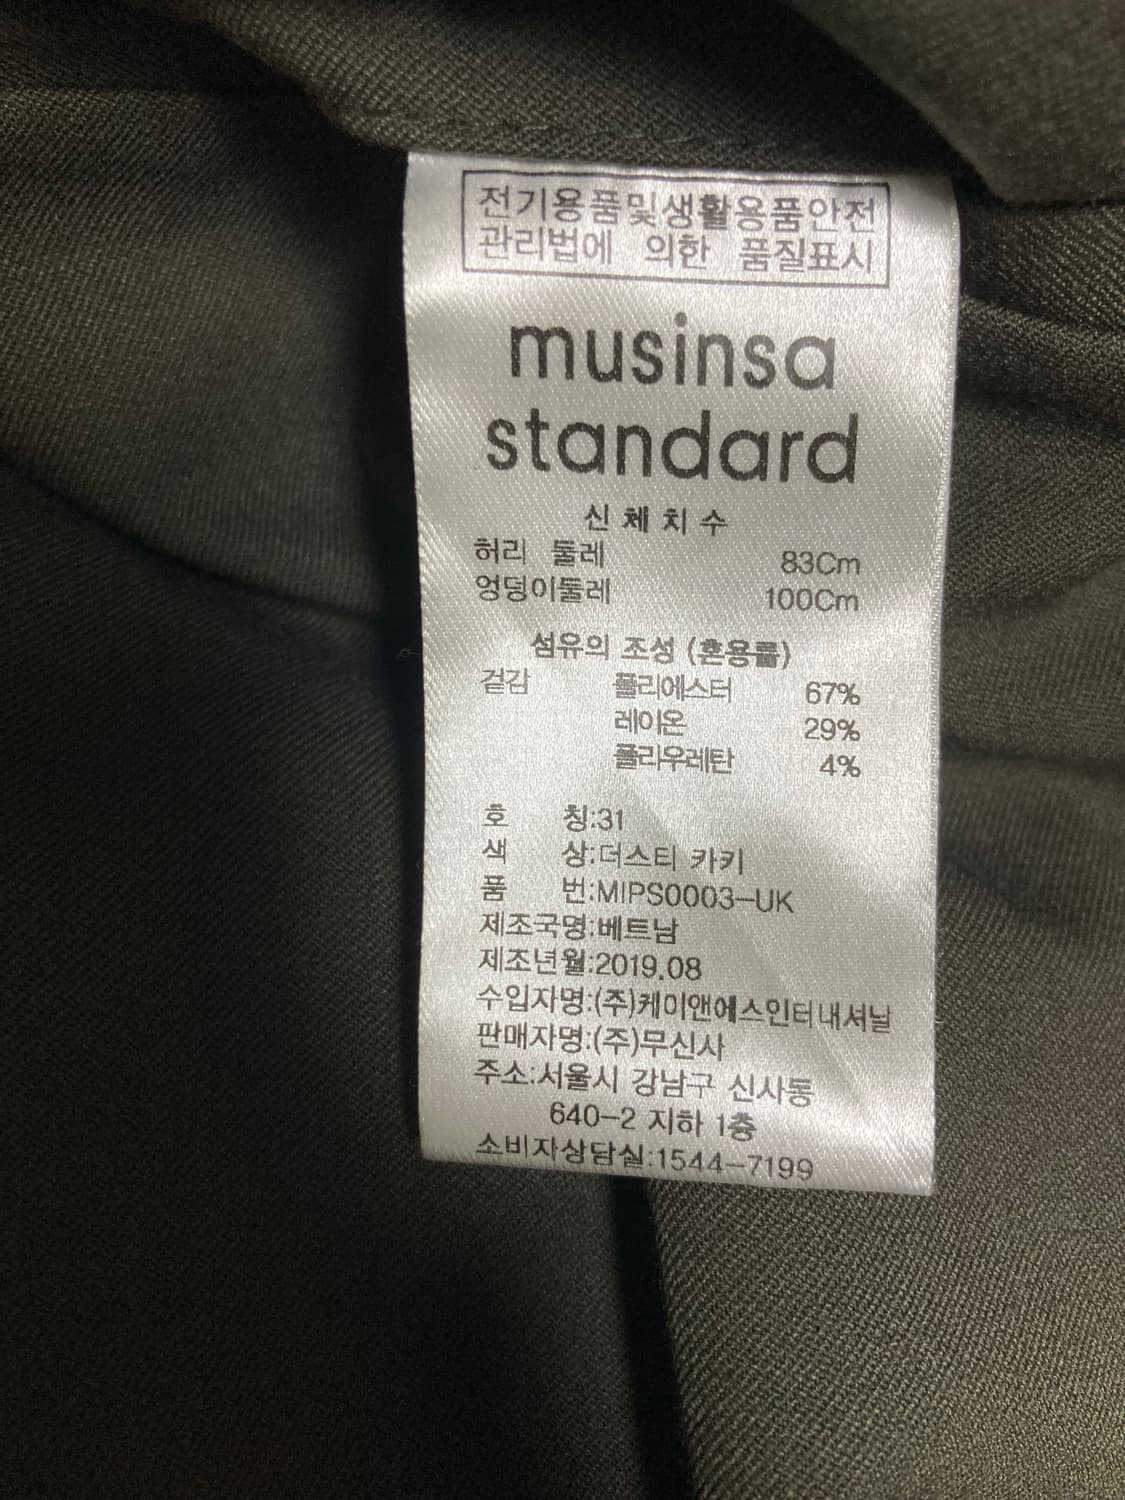 전기용품및생활용품안전
관리법에 의한 품질표시
musinsa
standard
신체치수
허리 둘레 83Cm
엉덩이둘레 100Cm
섬유의 조성 (혼용률)
겉감 폴리에스터 67%
레이온 29%
폴리우레탄 4%
호 칭:31
색 상:더스티 카키
품 번:MIPS0003-UK
제조국명:베트남
제조년월:2019.08
수입자명:(주)케이앤에스인터내셔널
판매자명:(주)무신사
주소:서울시 강남구 신사동
640-2 지하 1층
소비자상담실:1544-7199